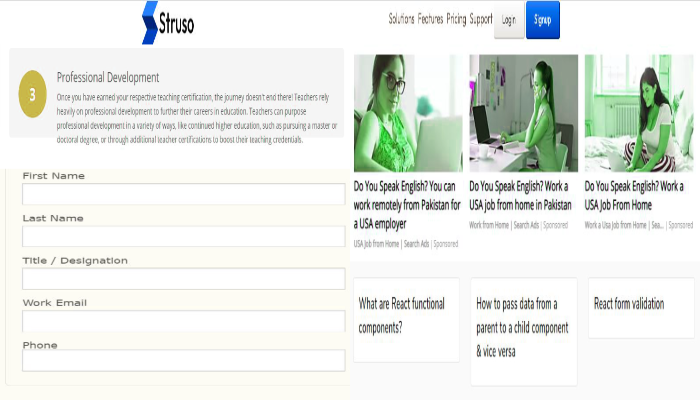 Struso
Solutions Features Pricing Support Login Signup
3
Professional Development
Once you have earned your respective teaching certification, the journey doesn't end there! Teachers rely
heavily on professional development to further their careers in education. Teachers can pursue
professional development in a variety of ways, like continued higher education, such as pursuing a master or
doctoral degree, or through additional teacher certifications to boost their teaching credentials.
First Name
Last Name
Title / Designation
Work Email
Phone
Do You Speak English? You can
work remotely from Pakistan for
a USA employer
USA Job from Home | Search Ads | Sponsored
Do You Speak English? Work a
USA job from home in Pakistan
Work from Home | Search Ads | Sponsored
Do You Speak English? Work a
USA Job From Home
Work a Usa Job from Home | Sea... | Sponsored
What are React functional
components?
How to pass data from a
parent to a child component
& vice versa
React form validation